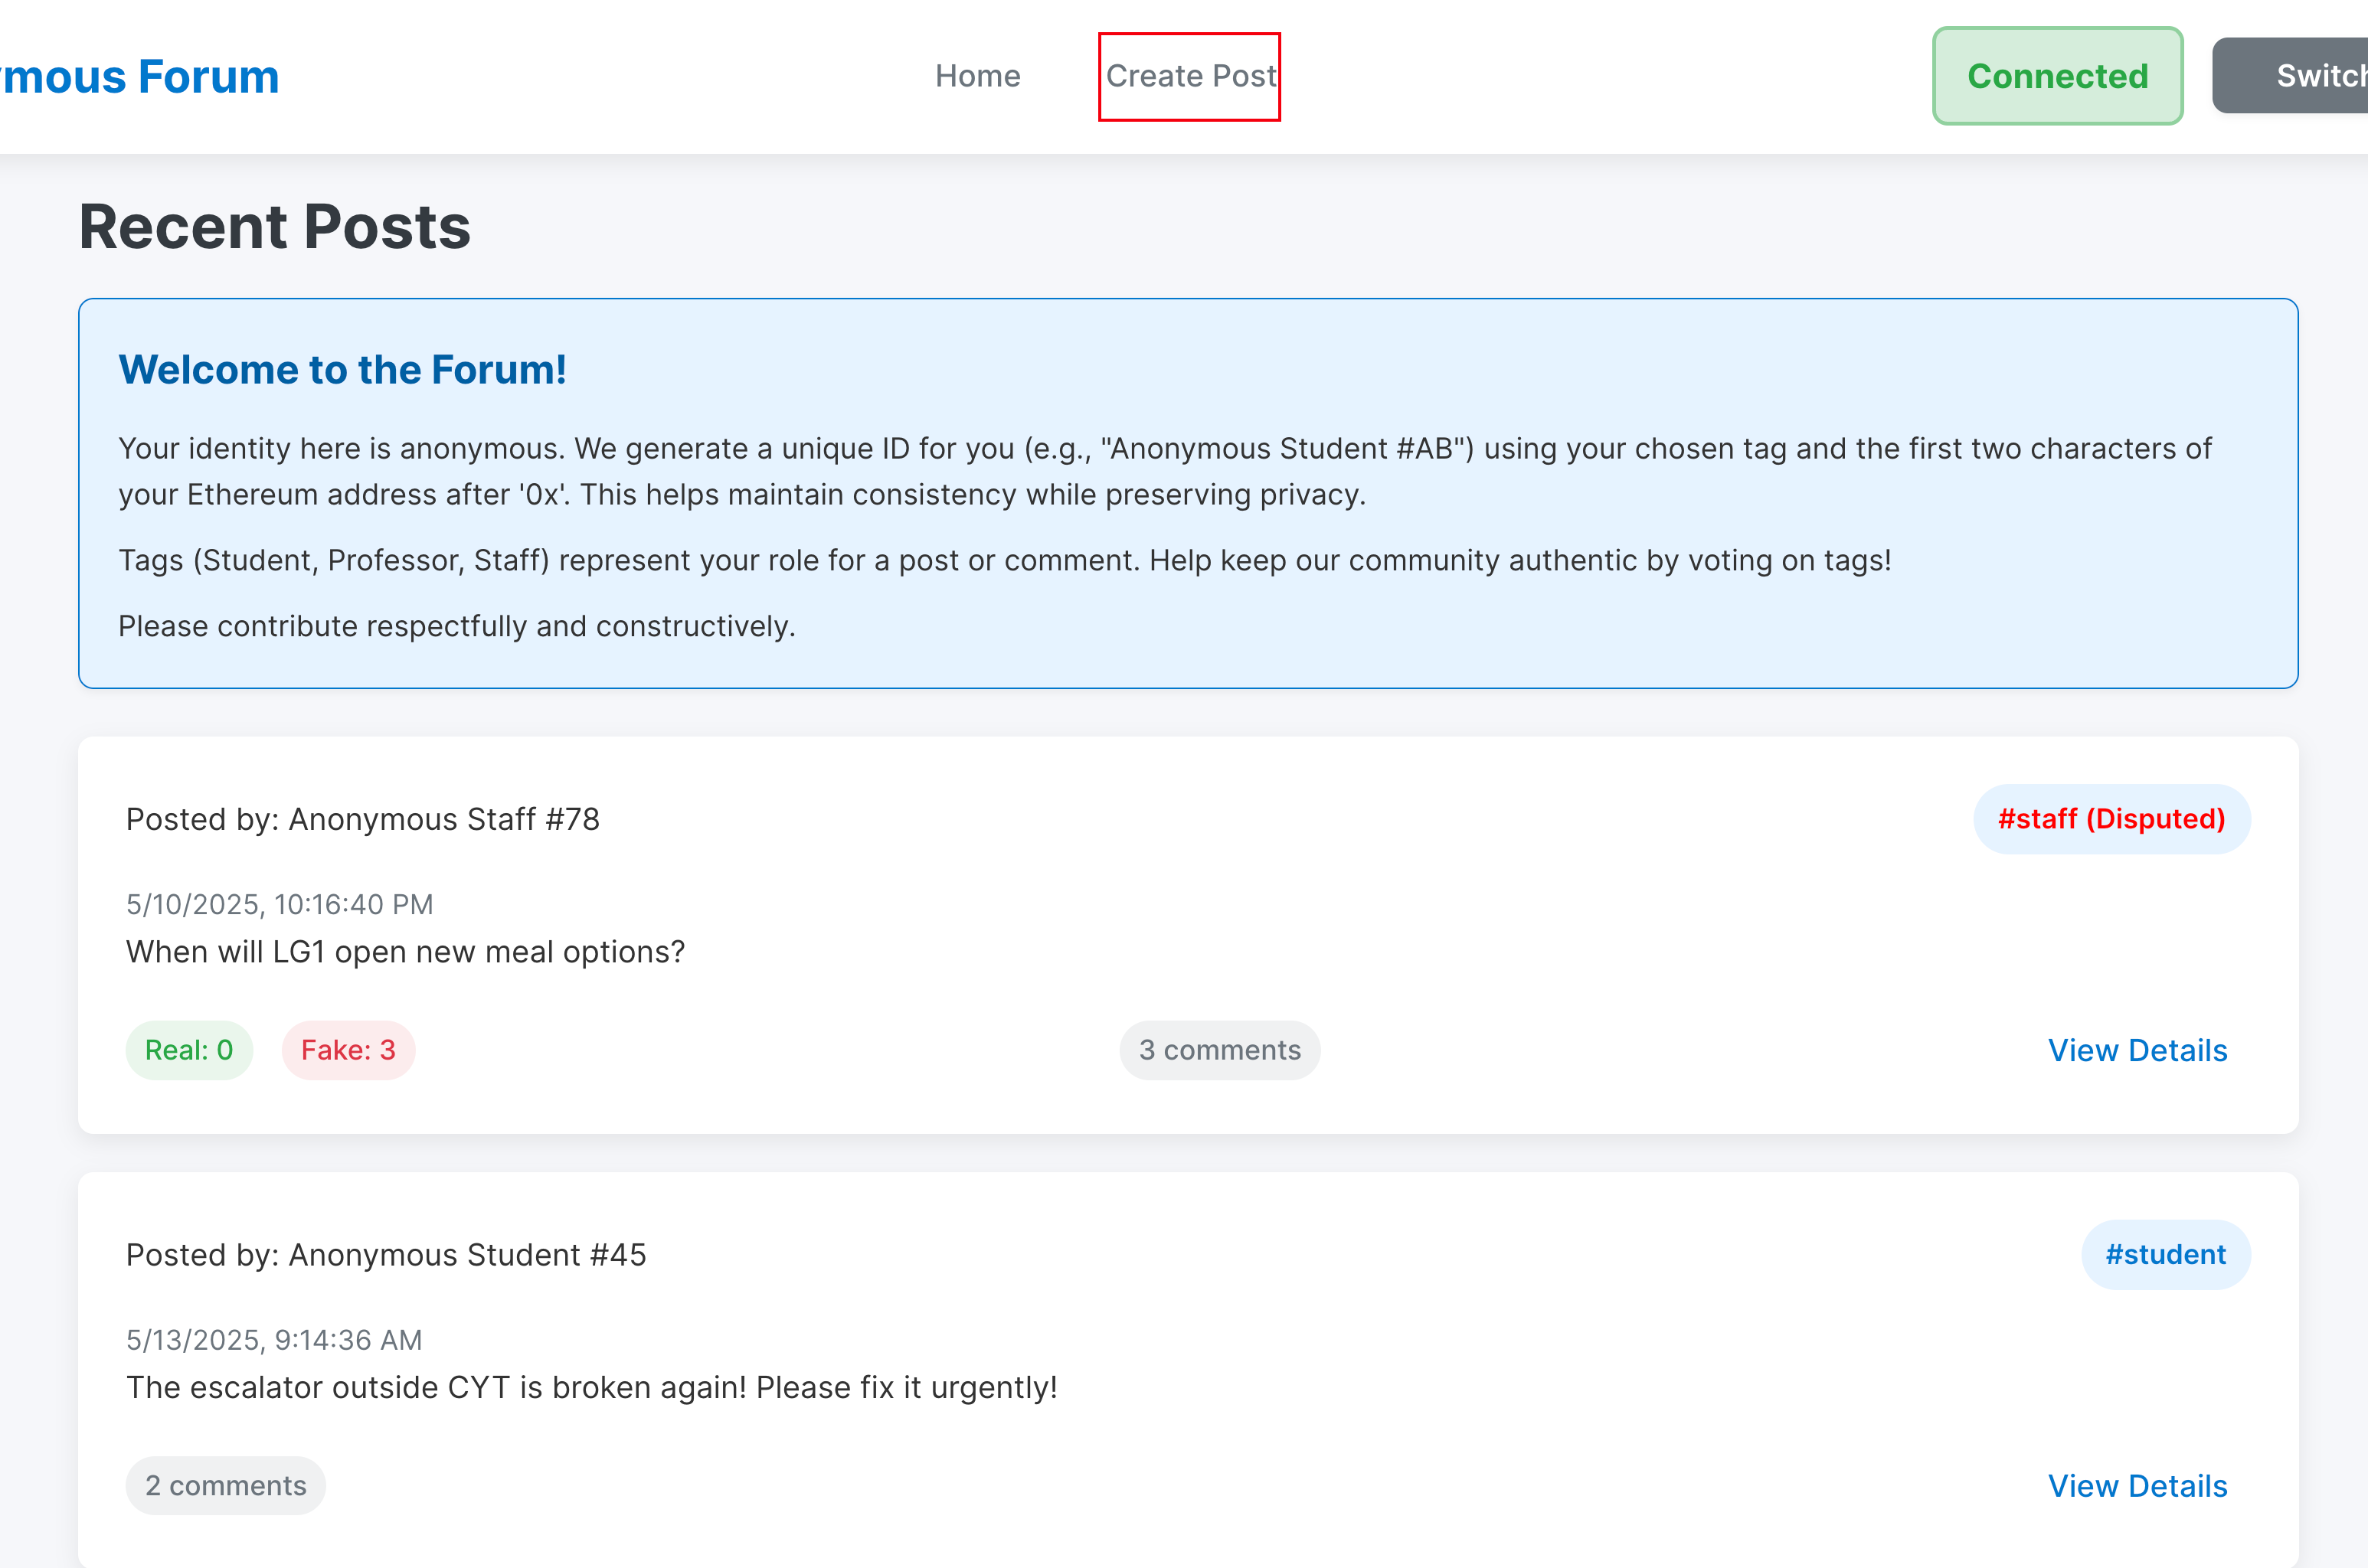 ymous Forum
Home
Create Post
Connected
Switch
Recent Posts
Welcome to the Forum!
Your identity here is anonymous. We generate a unique ID for you (e.g., "Anonymous Student #AB") using your chosen tag and the first two characters of
your Ethereum address after '0x'. This helps maintain consistency while preserving privacy.
Tags (Student, Professor, Staff) represent your role for a post or comment. Help keep our community authentic by voting on tags!
Please contribute respectfully and constructively.
Posted by: Anonymous Staff #78
#staff (Disputed)
5/10/2025, 10:16:40 PM
When will LG1 open new meal options?
Real: 0
Fake: 3
3 comments
View Details
Posted by: Anonymous Student #45
#student
5/13/2025, 9:14:36 AM
The escalator outside CYT is broken again! Please fix it urgently!
2 comments
View Details